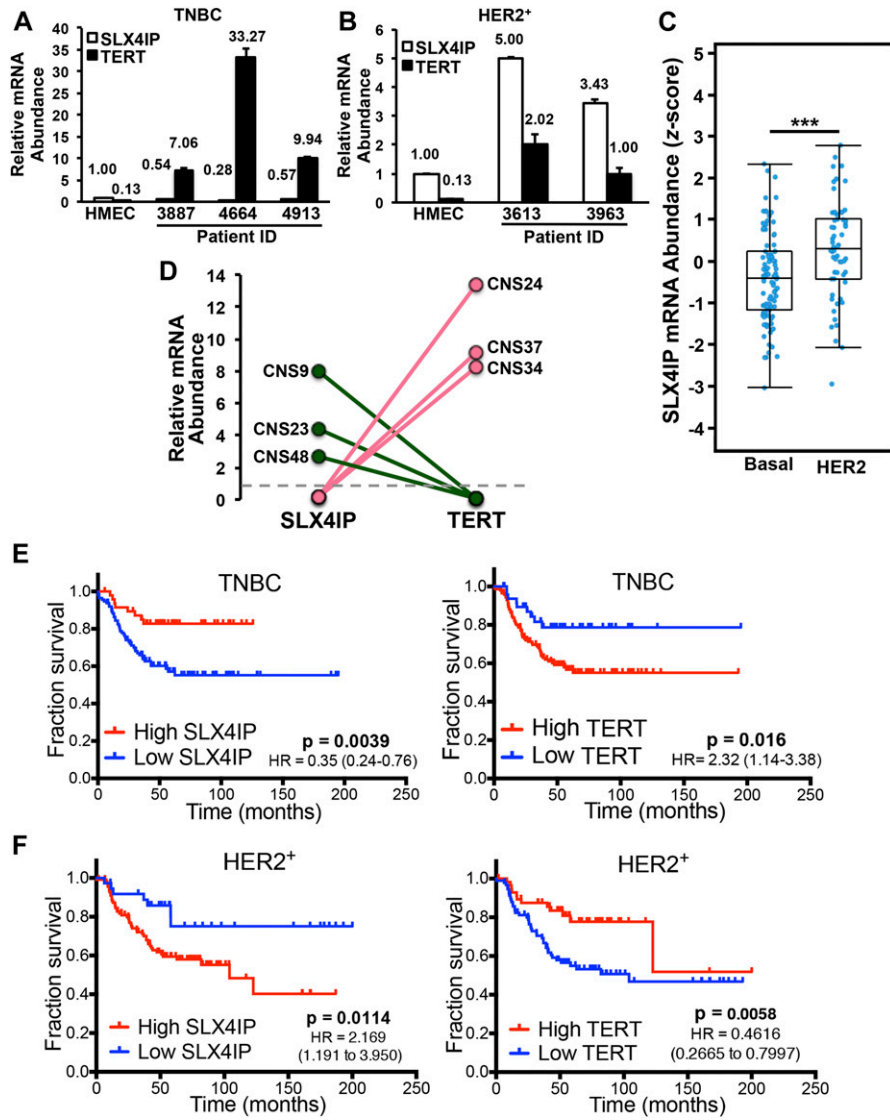 A
TNBC
Relative mRNA
Abundance
40
35
30
25
20
15
10
5
0
SLX4IP
TERT
1.00
0.13
0.54
7.06
0.28
33.27
0.57
9.94
HMEC
3887
4664
4913
Patient ID
B
HER2+
Relative mRNA
Abundance
6
5
4
3
2
1
0
SLX4IP
TERT
1.00
0.13
5.00
2.02
3.43
1.00
HMEC
3613
3963
Patient ID
C
SLX4IP mRNA Abundance (z-score)
5
4
3
2
1
0
-1
-2
-3
-4
***
Basal
HER2
D
Relative mRNA
Abundance
14
12
10
8
6
4
2
0
CNS9
CNS23
CNS48
CNS24
CNS37
CNS34
SLX4IP
TERT
E
TNBC
Fraction survival
1.0
0.8
0.6
0.4
0.2
0.0
High SLX4IP
Low SLX4IP
p = 0.0039
HR = 0.35 (0.24-0.76)
0 50 100 150 200 250
Time (months)
TNBC
Fraction survival
1.0
0.8
0.6
0.4
0.2
0.0
High TERT
Low TERT
p = 0.016
HR= 2.32 (1.14-3.38)
0 50 100 150 200 250
Time (months)
F
HER2+
Fraction survival
1.0
0.8
0.6
0.4
0.2
0.0
High SLX4IP
Low SLX4IP
p = 0.0114
HR = 2.169
(1.191 to 3.950)
0 50 100 150 200 250
Time (months)
HER2+
Fraction survival
1.0
0.8
0.6
0.4
0.2
0.0
High TERT
Low TERT
p = 0.0058
HR = 0.4616
(0.2665 to 0.7997)
0 50 100 150 200 250
Time (months)